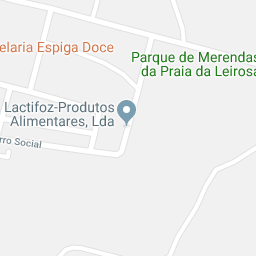 elaria Espiga Doce
Parque de Merendas
da Praia da Leirosa
Lactifoz-Produtos
Alimentares, Lda
rro Social